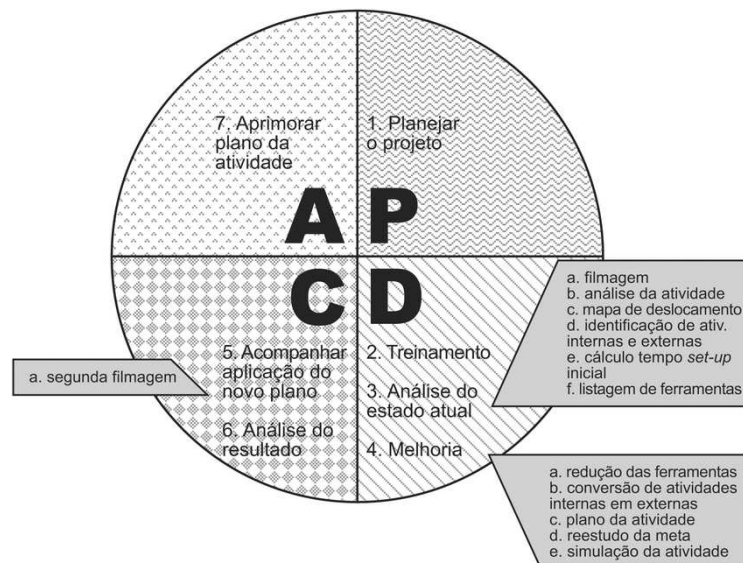 7. Aprimorar
plano da
atividade
1. Planejar
o projeto
A P
C D
5. Acompanhar
aplicação do
novo plano
6. Análise do
resultado
2. Treinamento
3. Análise do
estado atual
4. Melhoria
a. segunda filmagem
a. filmagem
b. análise da atividade
c. mapa de deslocamento
d. identificação de ativ.
internas e externas
e. cálculo tempo set-up
inicial
f. listagem de ferramentas
a. redução das ferramentas
b. conversão de atividades
internas em externas
c. plano da atividade
d. reestudo da meta
e. simulação da atividade